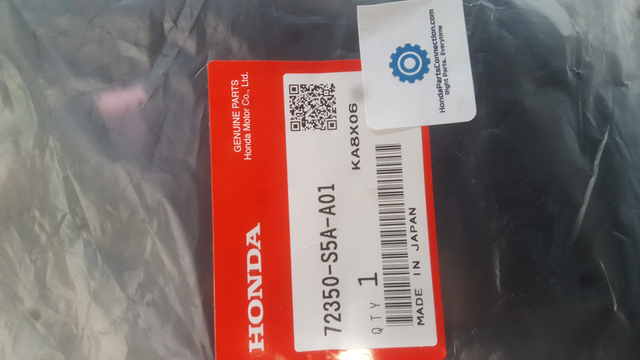 HondaPartsConnection.com
Right Parts. Everytime
GENUINE PARTS
Honda Motor Co., Ltd.
HONDA
KA8X06
72350-S5A-A01
QTY 1
MADE IN JAPAN